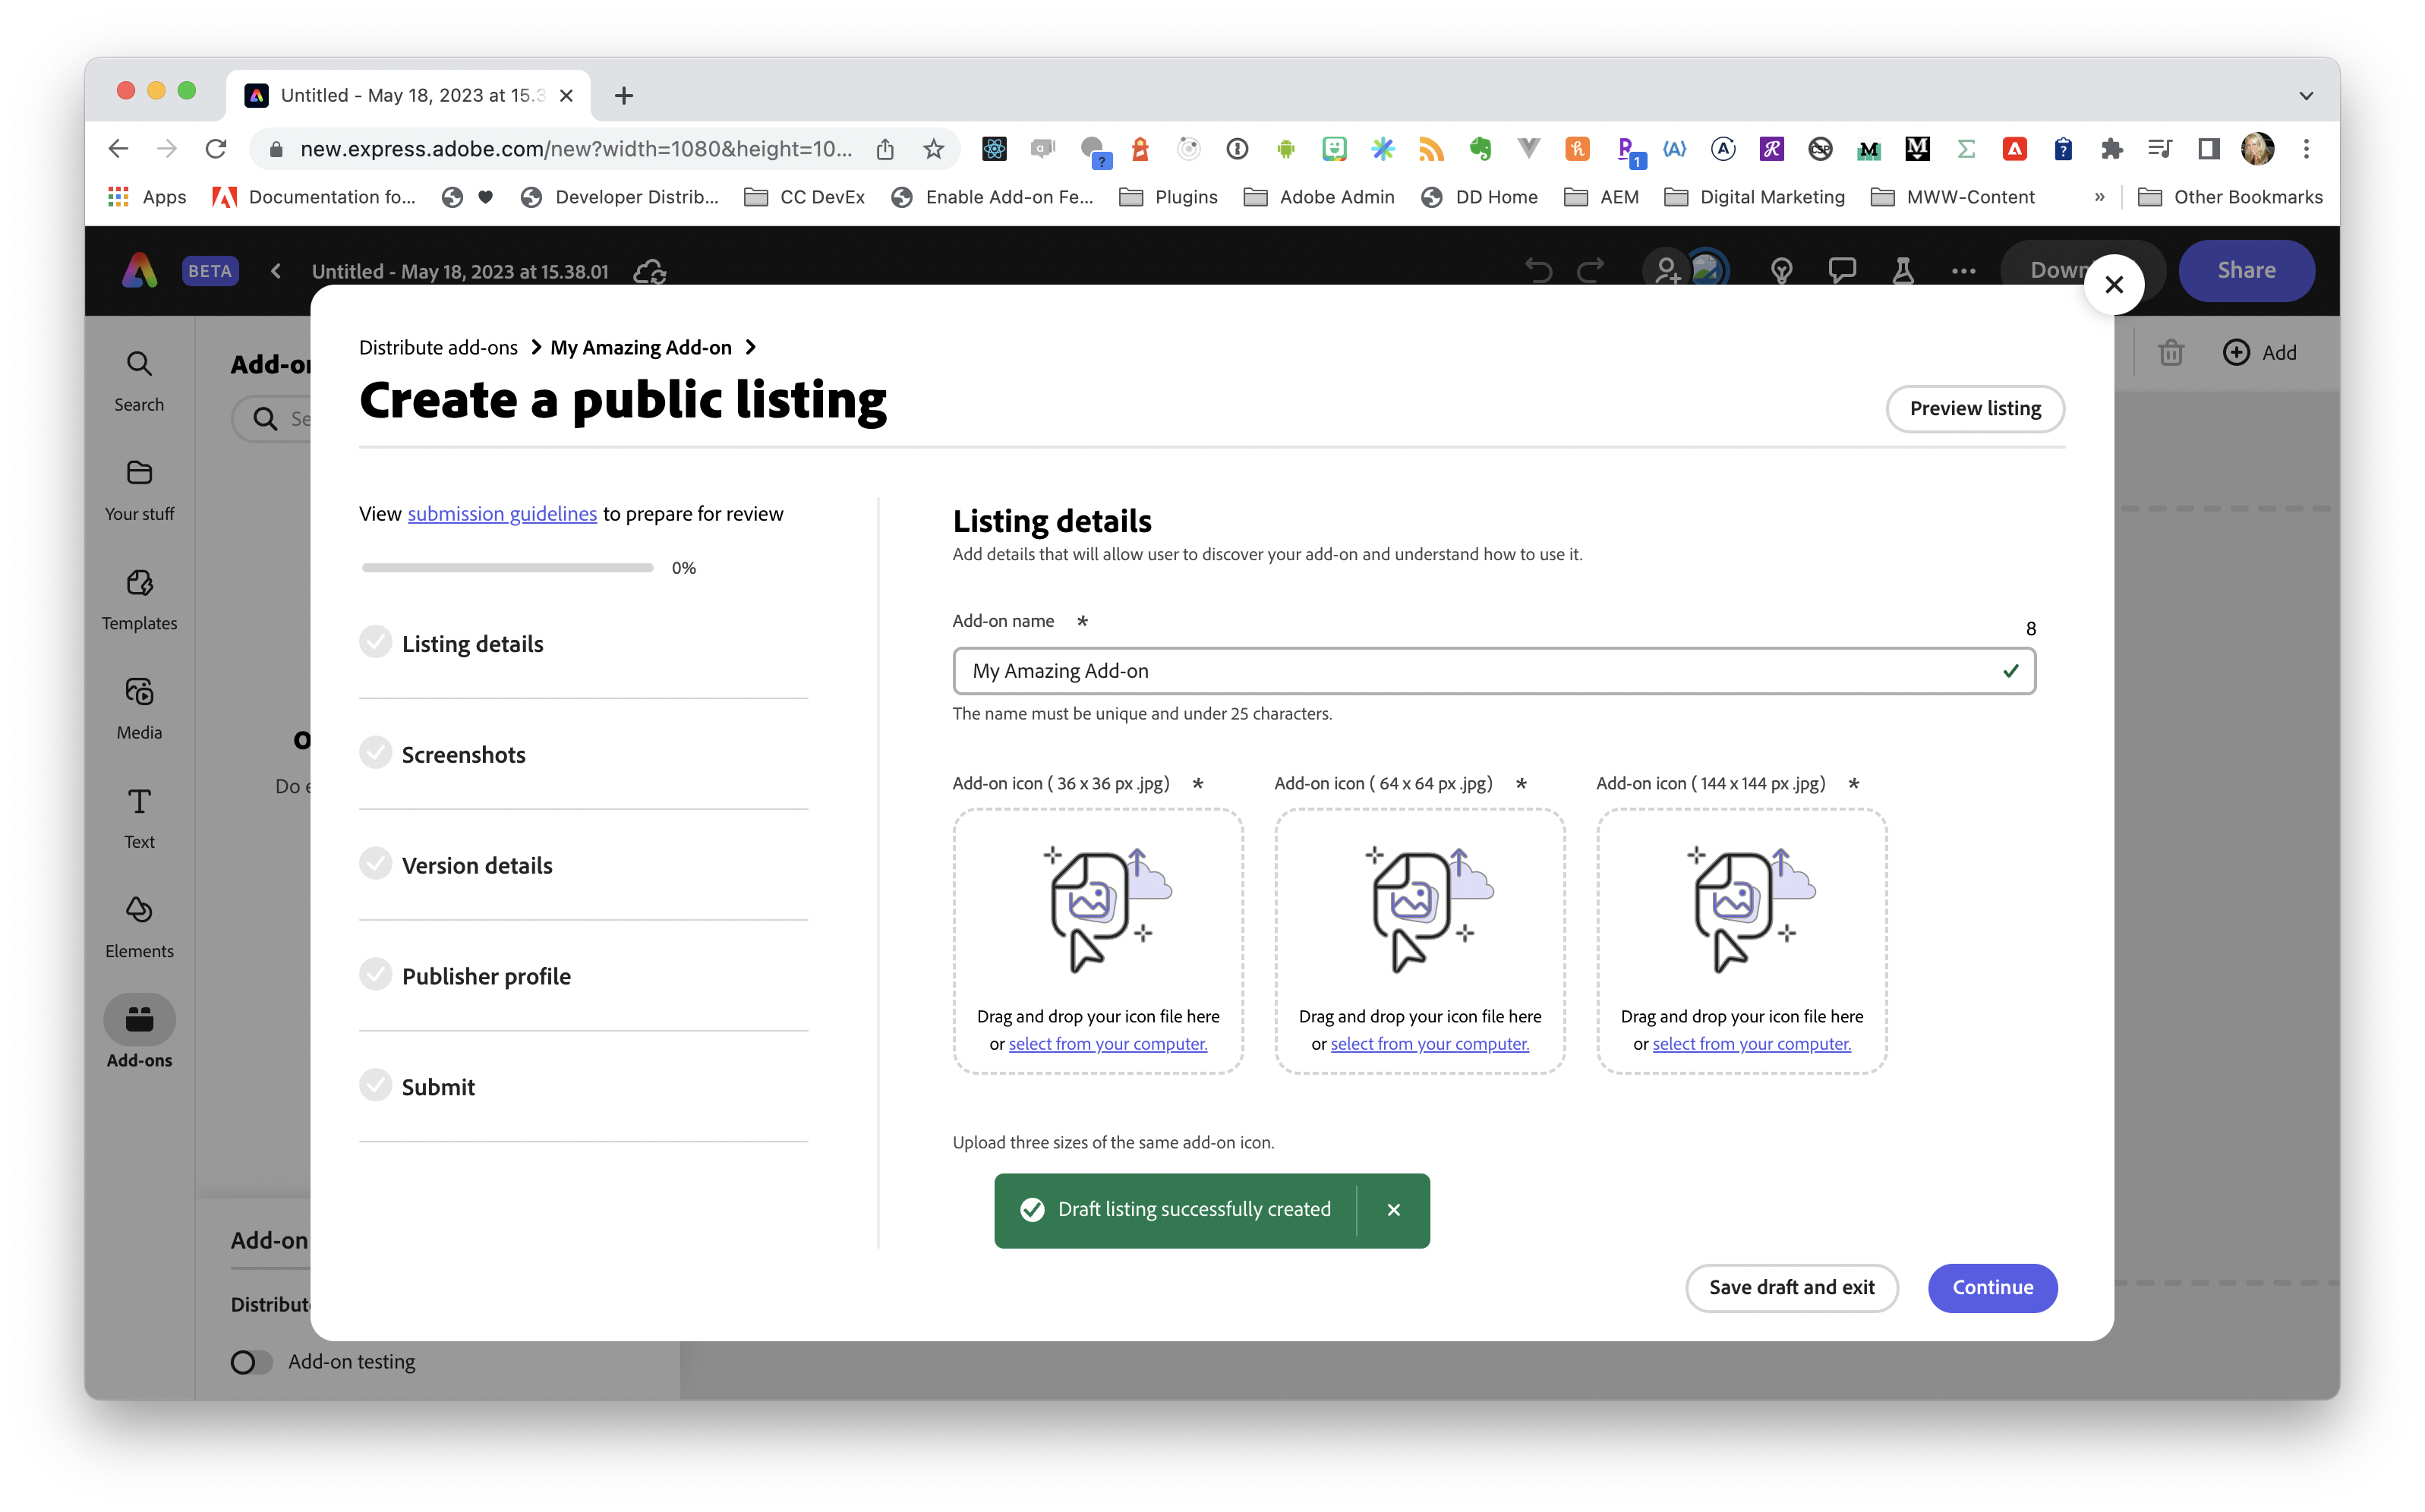 Untitled - May 18, 2023 at 15.3
new.express.adobe.com/new?width=1080&height=10...
Apps
Documentation fo...
Developer Distrib...
CC DevEx
Enable Add-on Fe...
Plugins
Adobe Admin
DD Home
AEM
Digital Marketing
MWW-Content
»
Other Bookmarks
BETA
Untitled - May 18, 2023 at 15.38.01
Share
Search
Your stuff
Templates
Media
Text
Elements
Add-ons
Add
Distribute add-ons > My Amazing Add-on >
Create a public listing
Preview listing
View submission guidelines to prepare for review
0%
Listing details
Screenshots
Version details
Publisher profile
Submit
Listing details
Add details that will allow user to discover your add-on and understand how to use it.
Add-on name *
8
My Amazing Add-on
The name must be unique and under 25 characters.
Add-on icon ( 36 x 36 px .jpg) *
Add-on icon ( 64 x 64 px .jpg) *
Add-on icon ( 144 x 144 px .jpg) *
Drag and drop your icon file here
or select from your computer.
Drag and drop your icon file here
or select from your computer.
Drag and drop your icon file here
or select from your computer.
Upload three sizes of the same add-on icon.
Draft listing successfully created
Save draft and exit
Continue
Add-on
Add-on testing